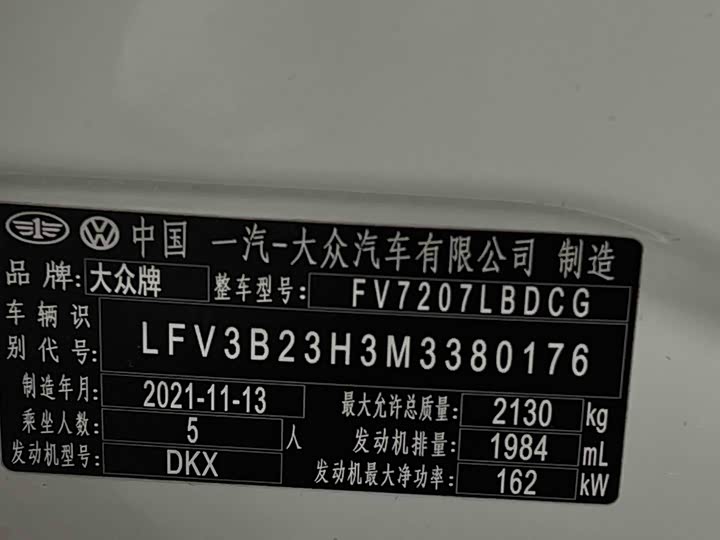 中国 一汽-大众汽车有限公司 制造
品牌: 大众牌 整车型号: FV7207LBDCG
车辆识别代号: LFV3B23H3M3380176
制造年月: 2021-11-13 最大允许总质量: 2130 kg
乘坐人数: 5 人 发动机排量: 1984 mL
发动机型号: DKX 发动机最大净功率: 162 kW